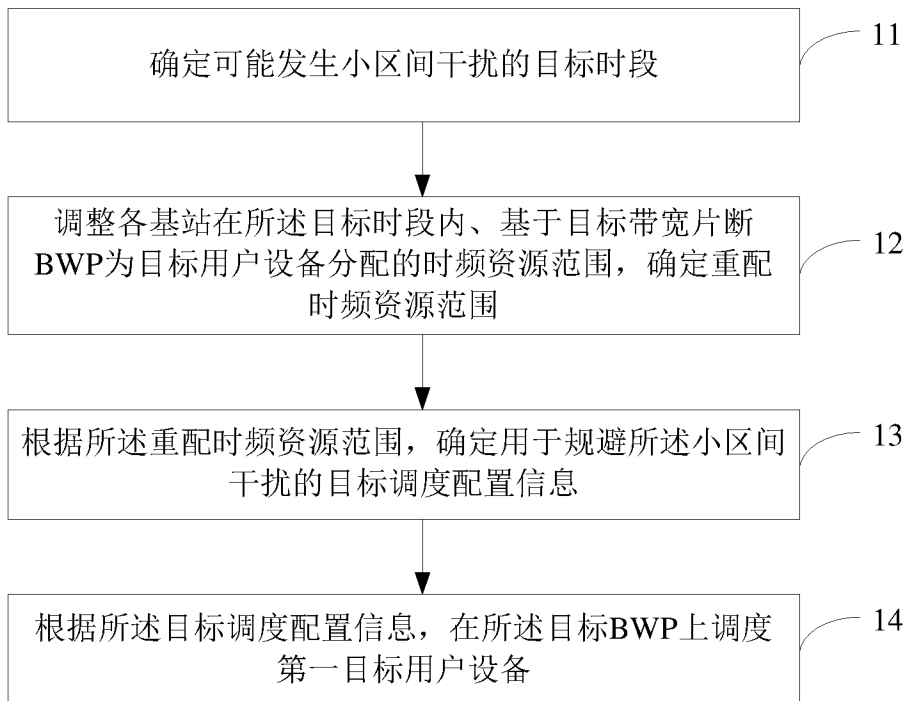 确定可能发生小区间干扰的目标时段
11
调整各基站在所述目标时段内、基于目标带宽片断
BWP为目标用户设备分配的时频资源范围，确定重配
时频资源范围
12
根据所述重配时频资源范围，确定用于规避所述小区间
干扰的目标调度配置信息
13
根据所述目标调度配置信息，在所述目标BWP上调度
第一目标用户设备
14